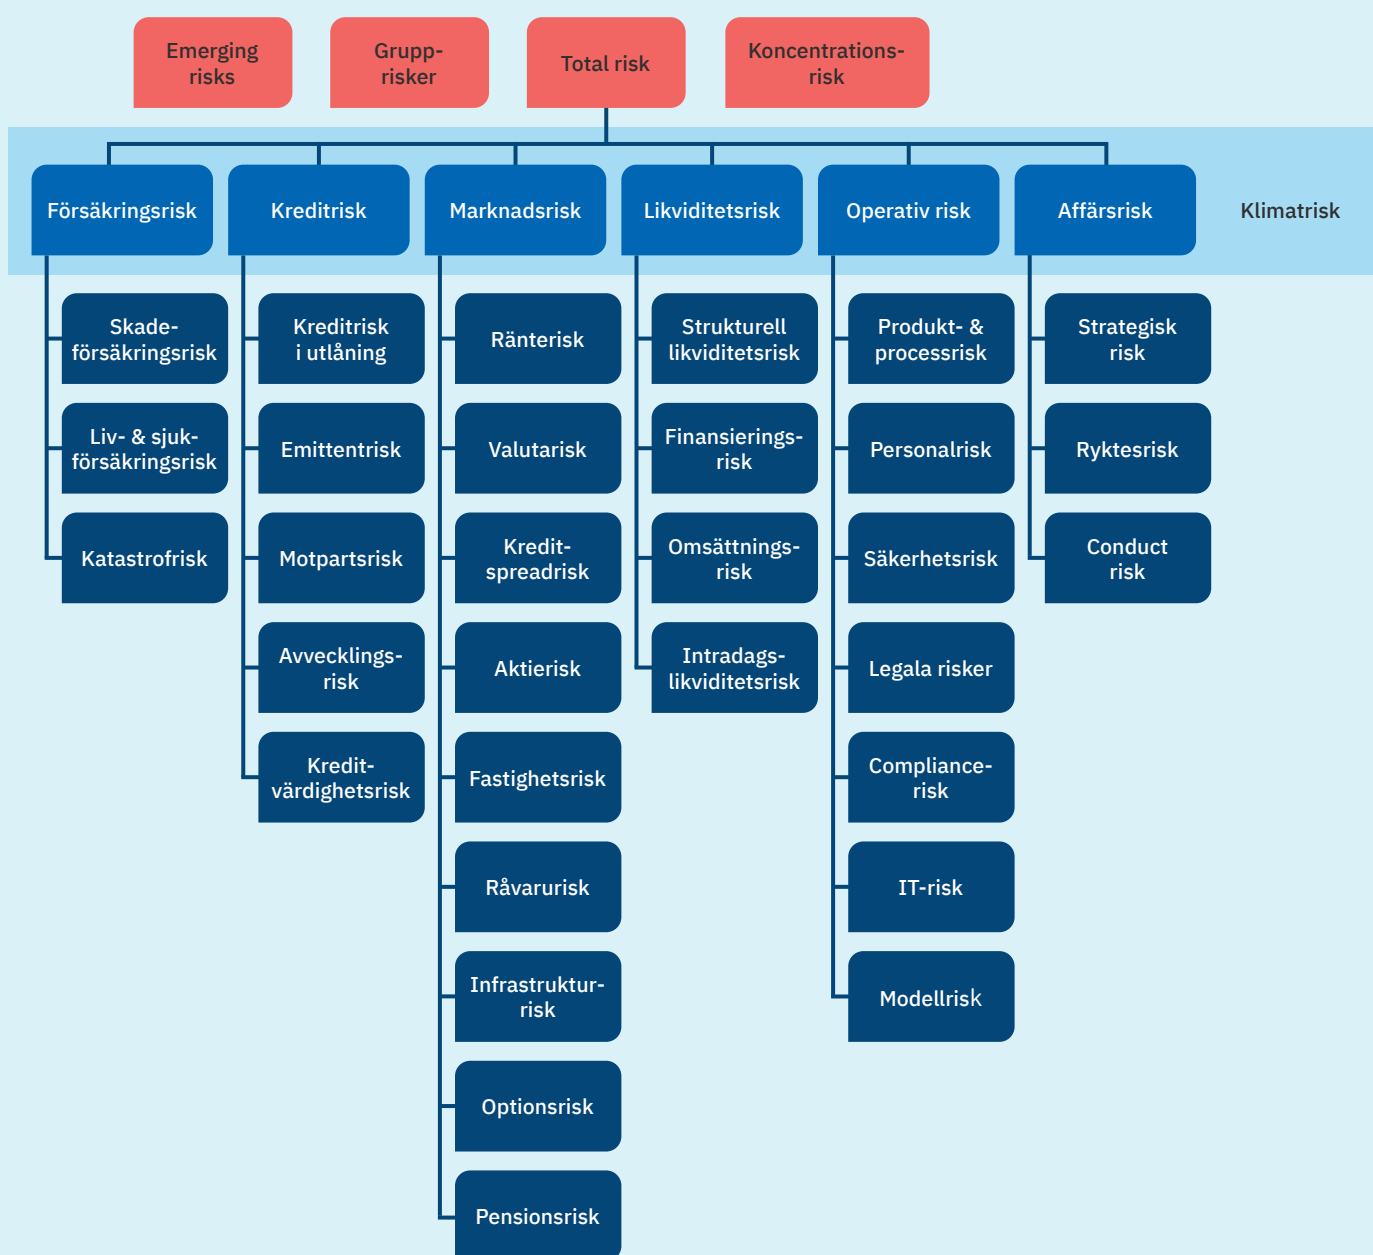 Emerging
risks
Grupp-
risker
Total risk
Koncentrations-
risk
Försäkringsrisk
Kreditrisk
Marknadsrisk
Likviditetsrisk
Operativ risk
Affärsrisk
Klimatrisk
Skade-
försäkringsrisk
Liv- & sjuk-
försäkringsrisk
Katastrofrisk
Kreditrisk
i utlåning
Emittentrisk
Motpartsrisk
Avvecklings-
risk
Kredit-
värdighetsrisk
Ränterisk
Valutarisk
Kredit-
spreadrisk
Aktierisk
Fastighetsrisk
Råvarurisk
Infrastruktur-
risk
Optionsrisk
Pensionsrisk
Strukturell
likviditetsrisk
Finansierings-
risk
Omsättnings-
risk
Intradags-
likviditetsrisk
Produkt- &
processrisk
Personalrisk
Säkerhetsrisk
Legala risker
Compliance-
risk
IT-risk
Modellrisk
Strategisk
risk
Ryktesrisk
Conduct
risk